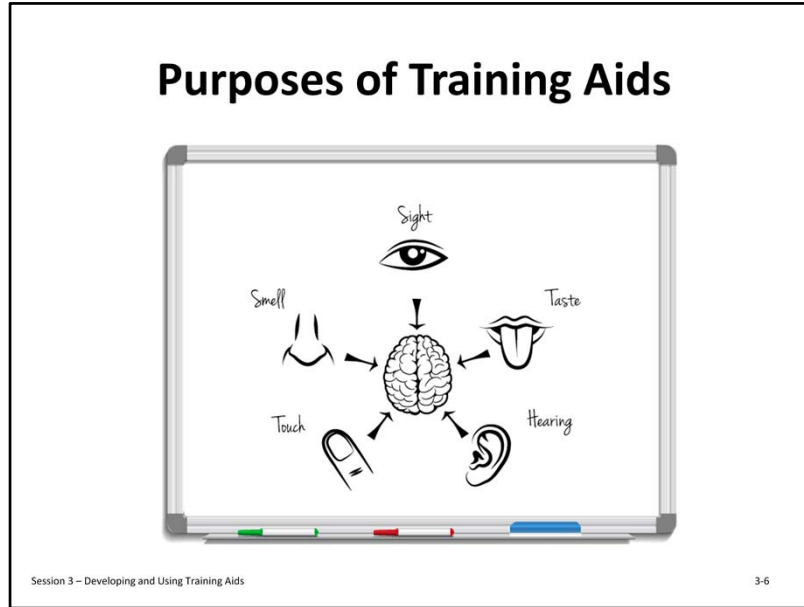 Purposes of Training Aids
Sight
Smell
Taste
Touch
Hearing
Session 3 – Developing and Using Training Aids
3-6